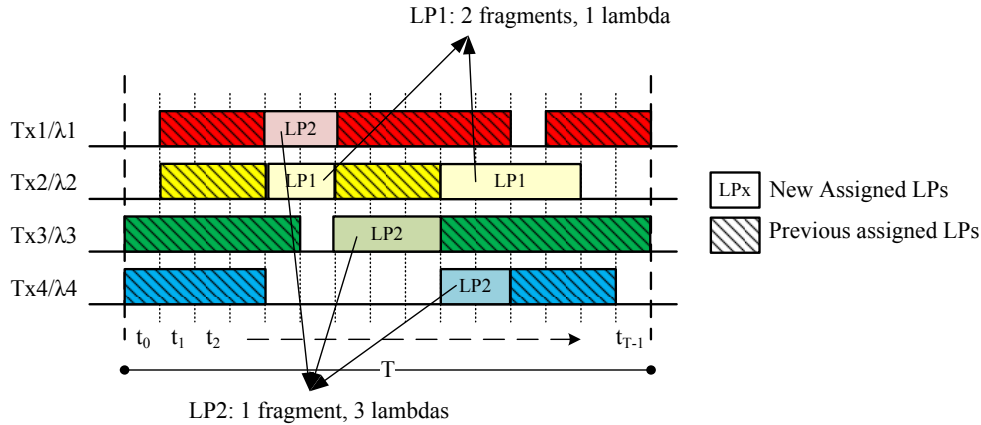 LP1: 2 fragments, 1 lambda
Tx1/λ1
LP2
Tx2/λ2
LP1
LP1
LPx
New Assigned LPs
Tx3/λ3
LP2
Previous assigned LPs
Tx4/λ4
LP2
t0 t1 t2 tT-1
T
LP2: 1 fragment, 3 lambdas